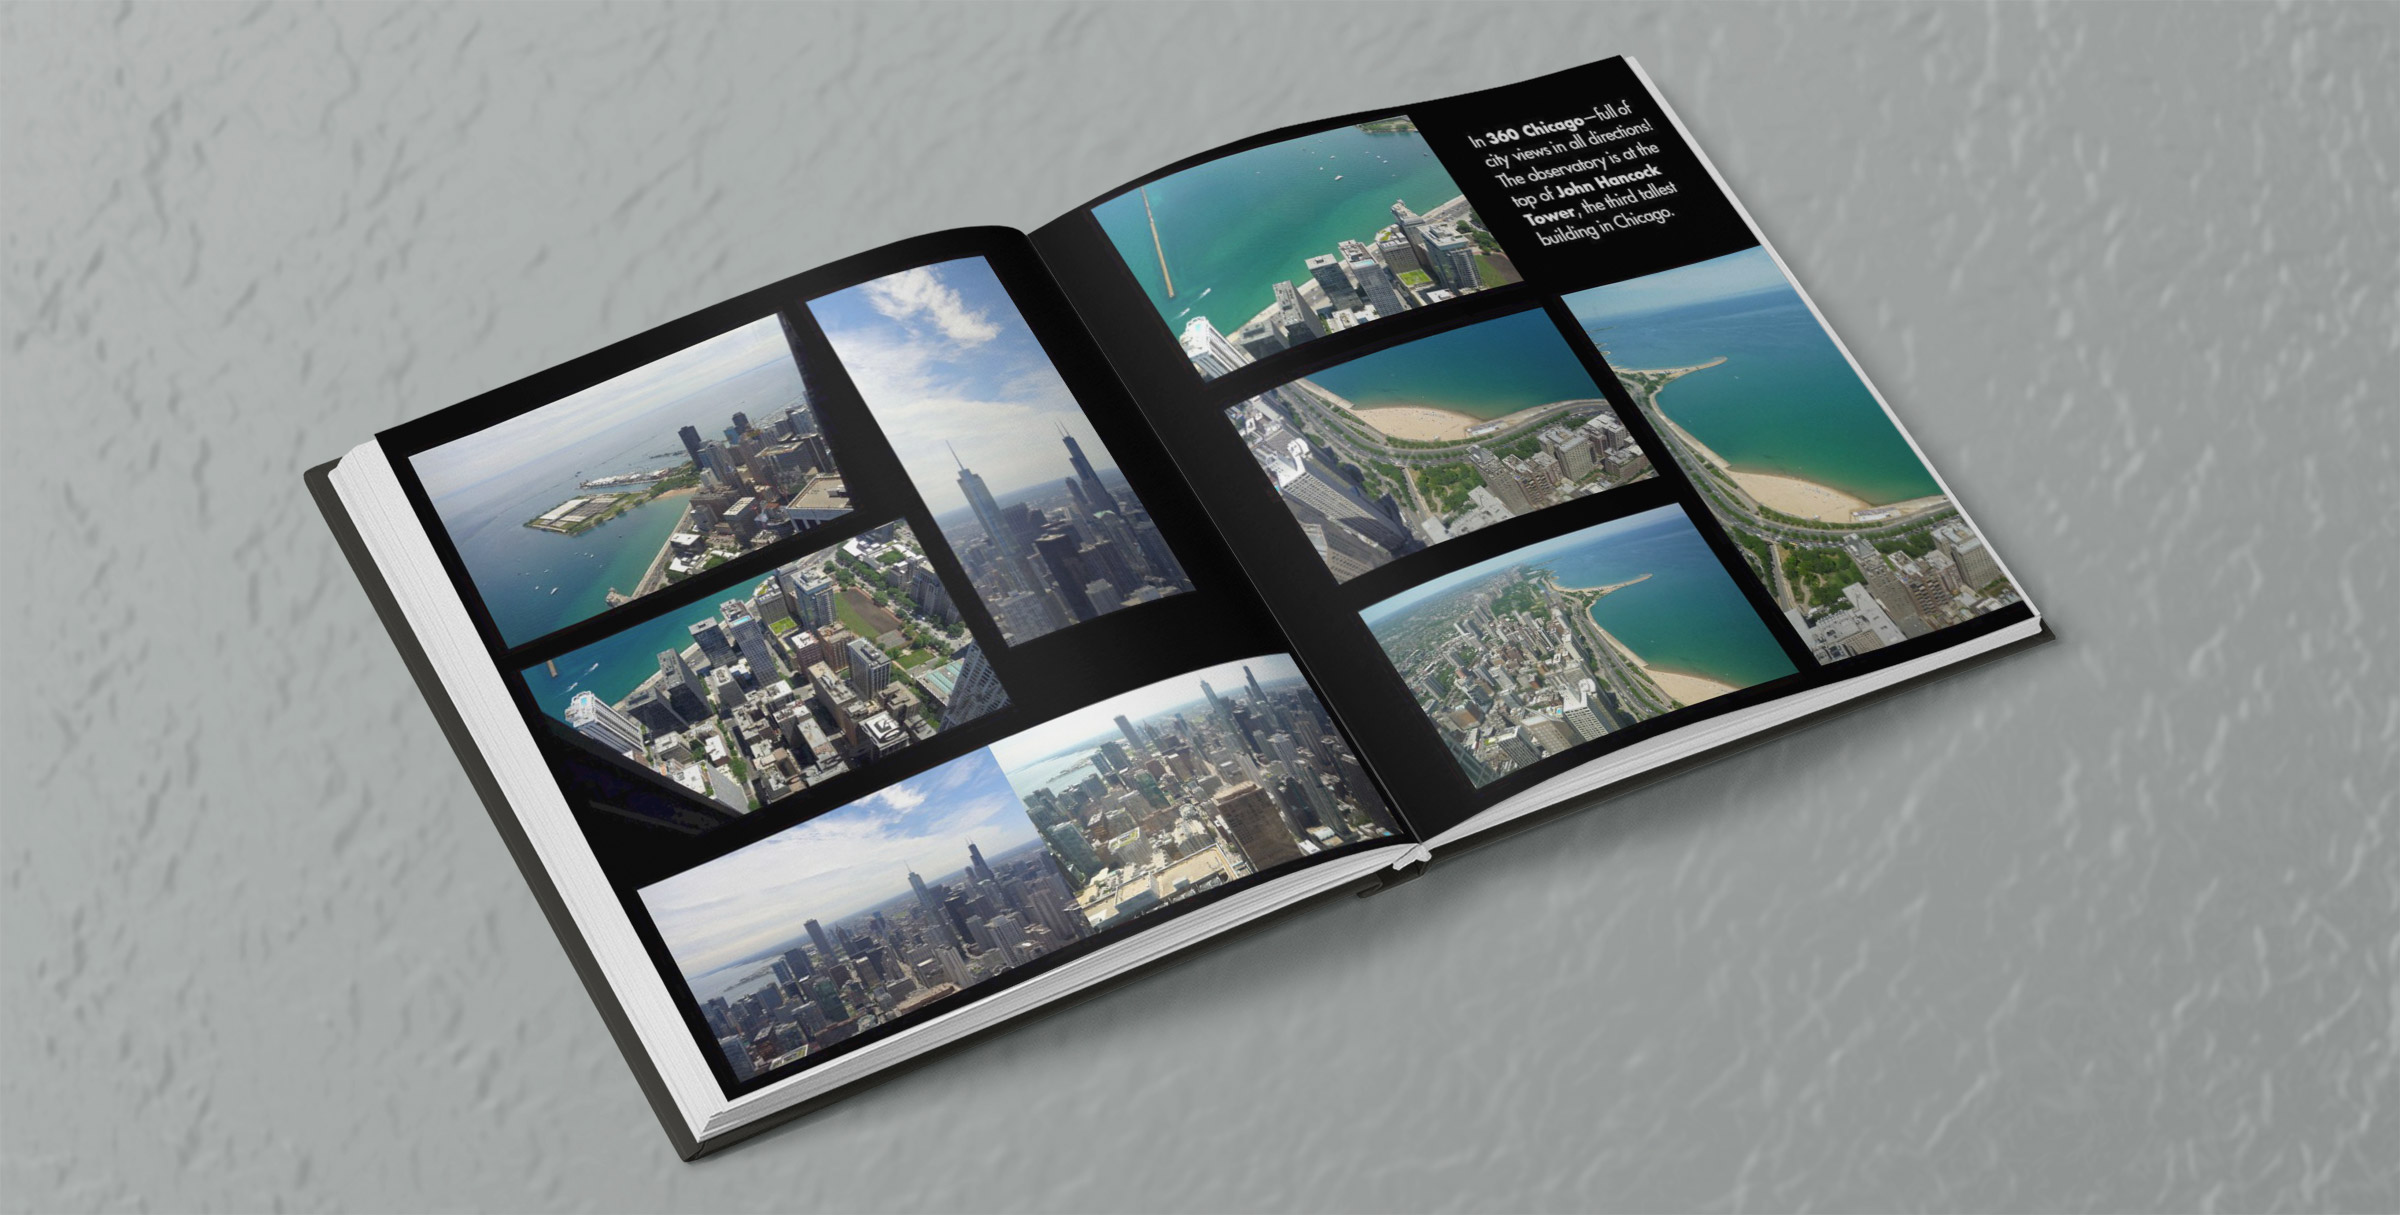 In 360 Chicago—full of
city views in all directions!
The observatory is at the
top of John Hancock
Tower, the third tallest
building in Chicago.